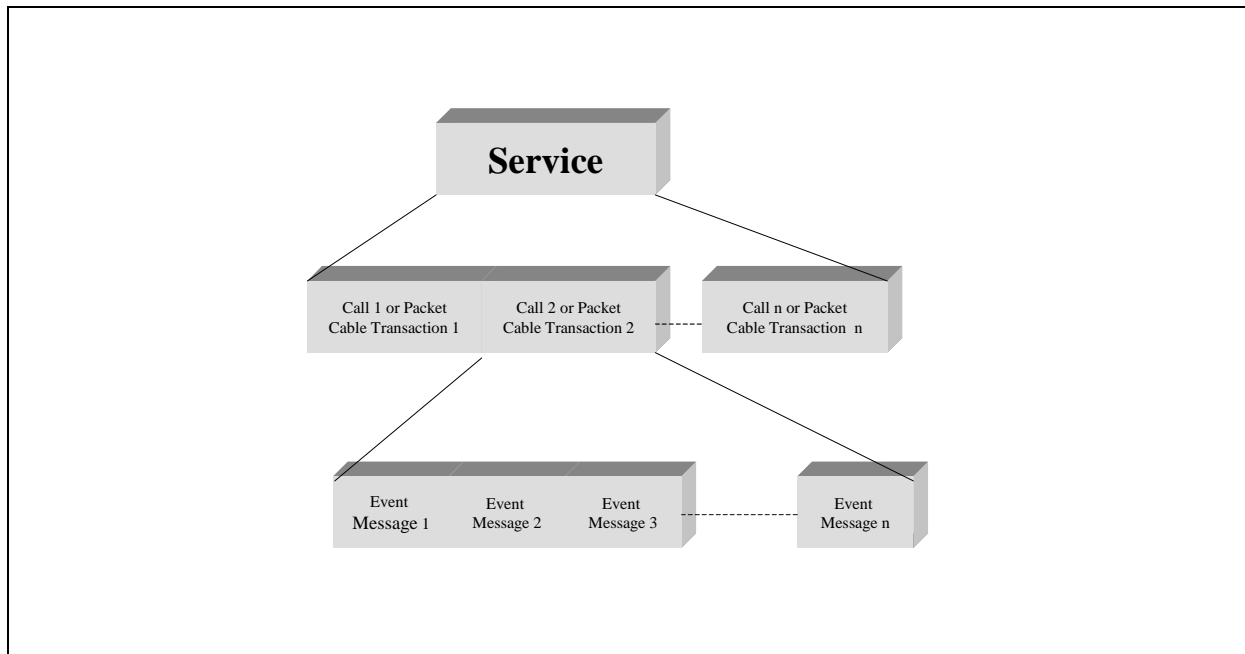 Service
Call 1 or Packet
Cable Transaction 1
Call 2 or Packet
Cable Transaction 2
Call n or Packet
Cable Transaction n
Event
Message 1
Event
Message 2
Event
Message 3
Event
Message n